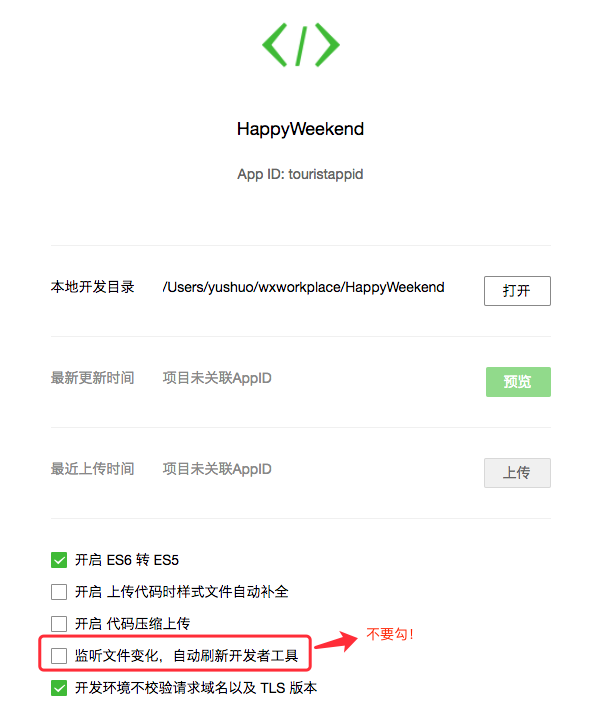 HappyWeekend
App ID: touristappid
本地开发目录 /Users/yushuo/wxworkplace/HappyWeekend 打开
最新更新时间 项目未关联AppID 预览
最近上传时间 项目未关联AppID 上传
开启 ES6 转 ES5
开启 上传代码时样式文件自动补全
开启 代码压缩上传
不要勾！
监听文件变化，自动刷新开发者工具
开发环境不校验请求域名以及 TLS 版本